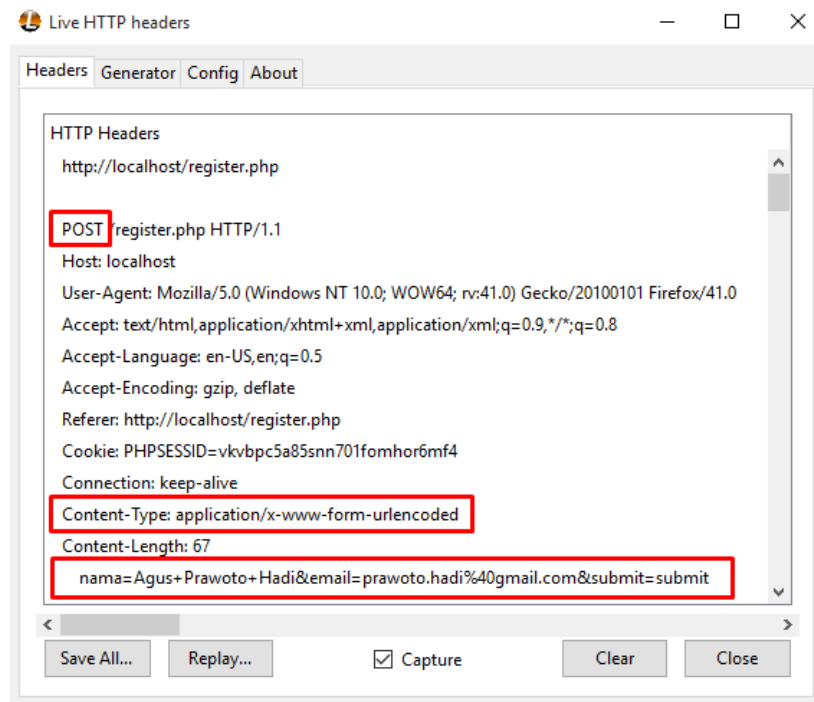 Live HTTP headers
Headers Generator Config About
HTTP Headers
http://localhost/register.php
POST /register.php HTTP/1.1
Host: localhost
User-Agent: Mozilla/5.0 (Windows NT 10.0; WOW64; rv:41.0) Gecko/20100101 Firefox/41.0
Accept: text/html,application/xhtml+xml,application/xml;q=0.9,*/*;q=0.8
Accept-Language: en-US,en;q=0.5
Accept-Encoding: gzip, deflate
Referer: http://localhost/register.php
Cookie: PHPSESSID=vkvbpc5a85snn701fomhor6mf4
Connection: keep-alive
Content-Type: application/x-www-form-urlencoded
Content-Length: 67
nama=Agus+Prawoto+Hadi&email=prawoto.hadi%40gmail.com&submit=submit
Save All... Replay... Capture Clear Close